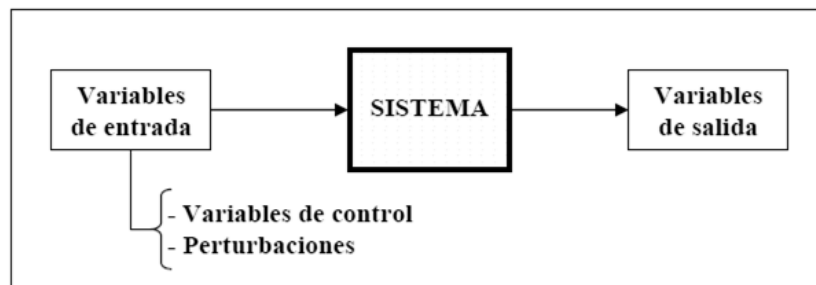 Variables
de entrada
SISTEMA
Variables
de salida
- Variables de control
- Perturbaciones